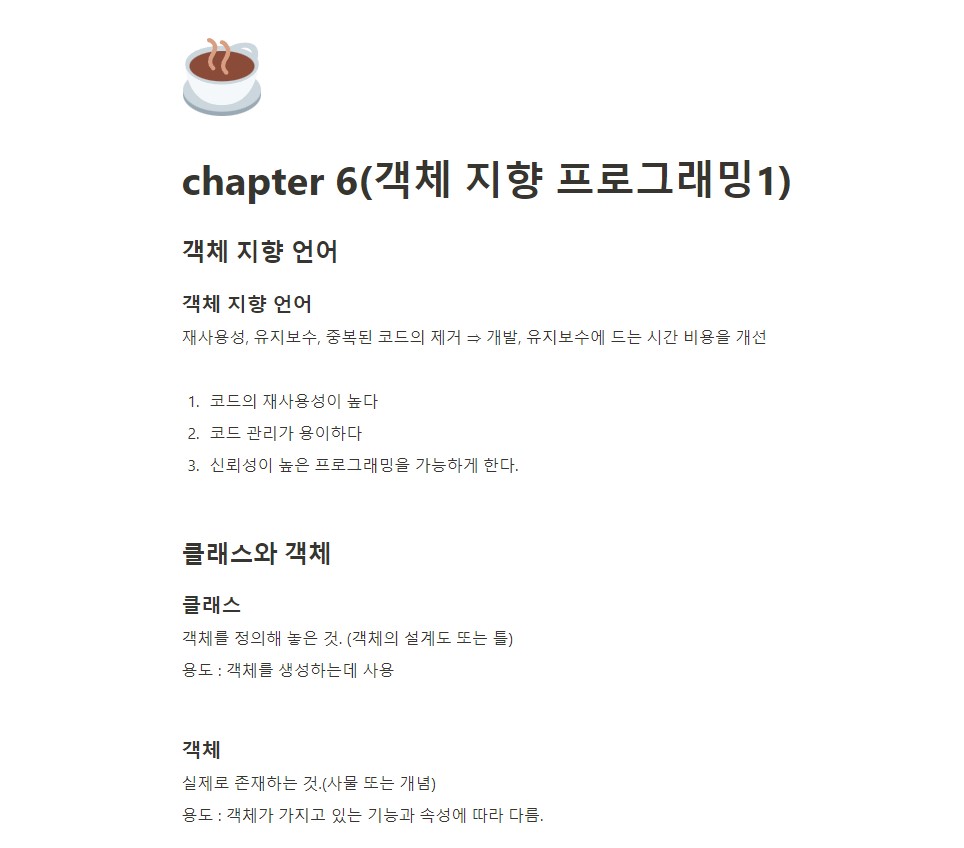 chapter 6(객체 지향 프로그래밍1)
객체 지향 언어
객체 지향 언어
재사용성, 유지보수, 중복된 코드의 제거 ⇒ 개발, 유지보수에 드는 시간 비용을 개선
1. 코드의 재사용성이 높다
2. 코드 관리가 용이하다
3. 신뢰성이 높은 프로그래밍을 가능하게 한다.
클래스와 객체
클래스
객체를 정의해 놓은 것. (객체의 설계도 또는 틀)
용도 : 객체를 생성하는데 사용
객체
실제로 존재하는 것.(사물 또는 개념)
용도 : 객체가 가지고 있는 기능과 속성에 따라 다름.